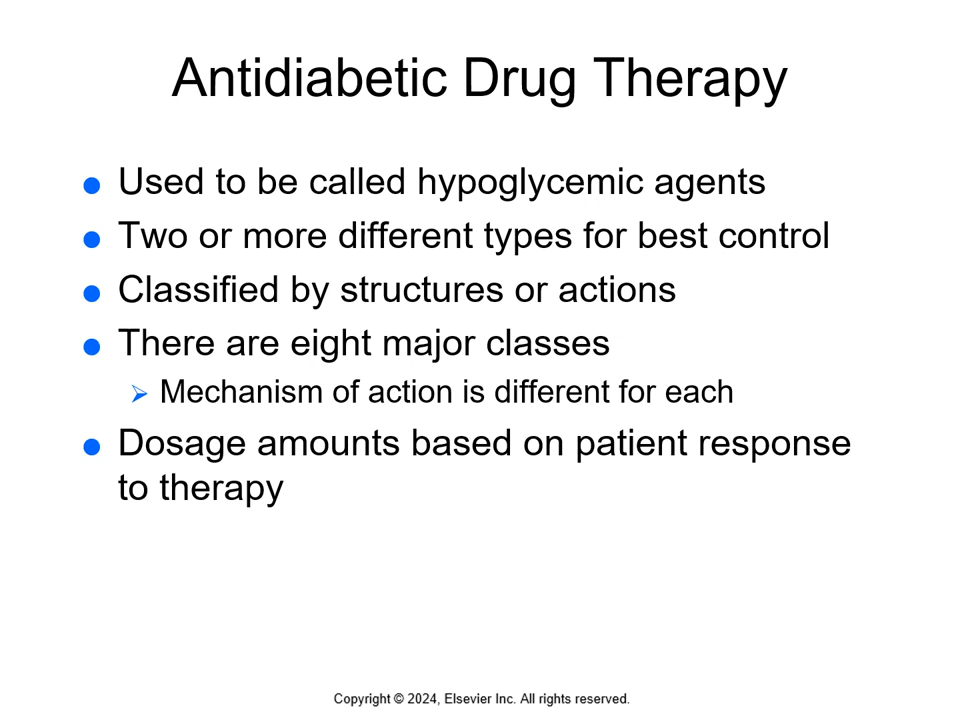 Antidiabetic Drug Therapy
Used to be called hypoglycemic agents
Two or more different types for best control
Classified by structures or actions
There are eight major classes
Mechanism of action is different for each
Dosage amounts based on patient response
to therapy
Copyright © 2024, Elsevier Inc. All rights reserved.